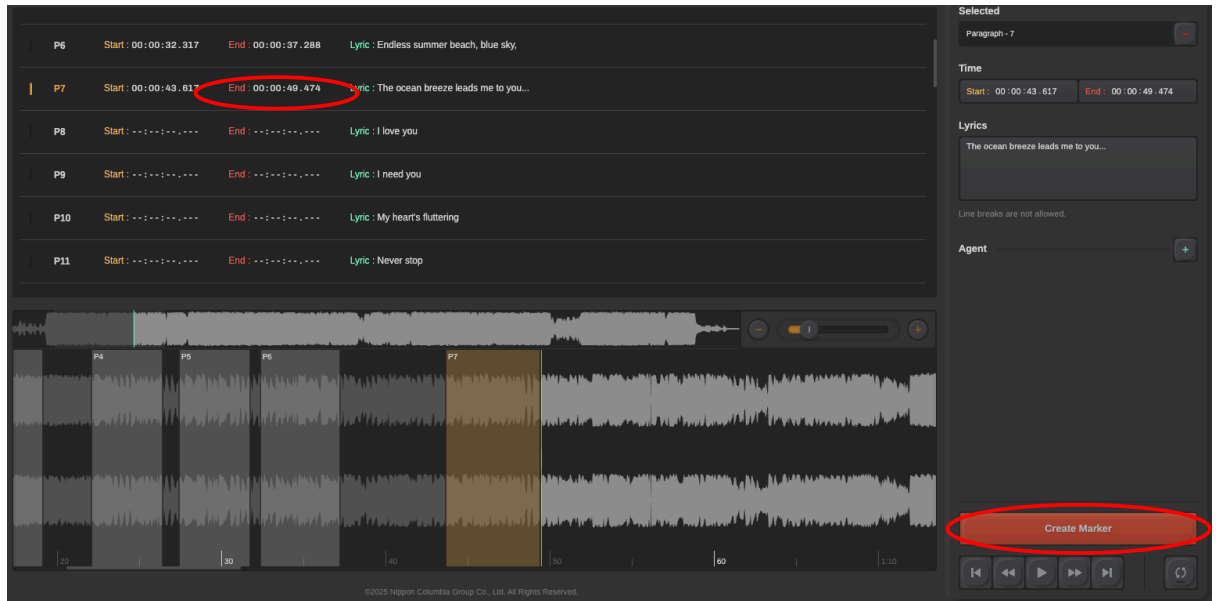 Selected
P6 Start : 00:00:32.317 End : 00:00:37.288 Lyric : Endless summer beach, blue sky,
Paragraph - 7
P7 Start : 00:00:43.617 End : 00:00:49.474 Lyric : The ocean breeze leads me to you...
Time
Start : 00 : 00 : 43 . 617 End : 00 : 00 : 49 . 474
P8 Start : --:--:--.--- End : --:--:--.--- Lyric : I love you
Lyrics
The ocean breeze leads me to you...
P9 Start : --:--:--.--- End : --:--:--.--- Lyric : I need you
P10 Start : --:--:--.--- End : --:--:--.--- Lyric : My heart's fluttering
Line breaks are not allowed.
Agent
P11 Start : --:--:--.--- End : --:--:--.--- Lyric : Never stop
P4 P5 P6 P7
Create Marker
20 30 40 50 60 1:10
©2025 Nippon Columbia Group Co., Ltd. All Rights Reserved.